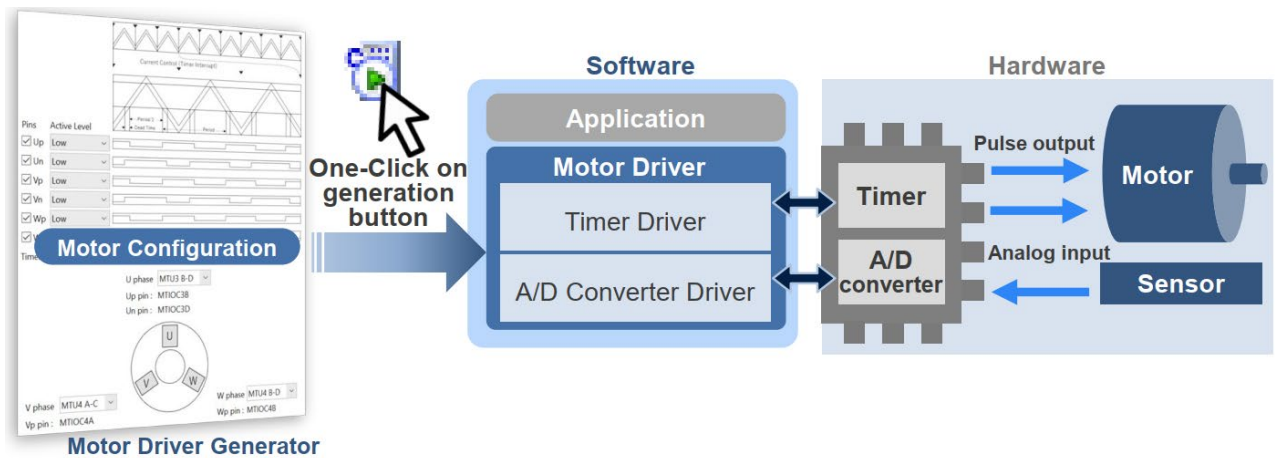 Current Control (Timer Interrupt)
Period/2
Dead Time
Period
Pins Active Level
Up Low
Un Low
Vp Low
Vn Low
Wp Low
Motor Configuration
U phase MTU3 B-D
Up pin : MTIOC3B
Un pin : MTIOC3D
U
V
W
V phase MTU4 A-C
Vp pin : MTIOC4A
W phase MTU4 B-D
Wp pin : MTIOC4B
Motor Driver Generator
One-Click on
generation
button
Software
Application
Motor Driver
Timer Driver
A/D Converter Driver
Hardware
Timer
A/D
converter
Pulse output
Analog input
Motor
Sensor